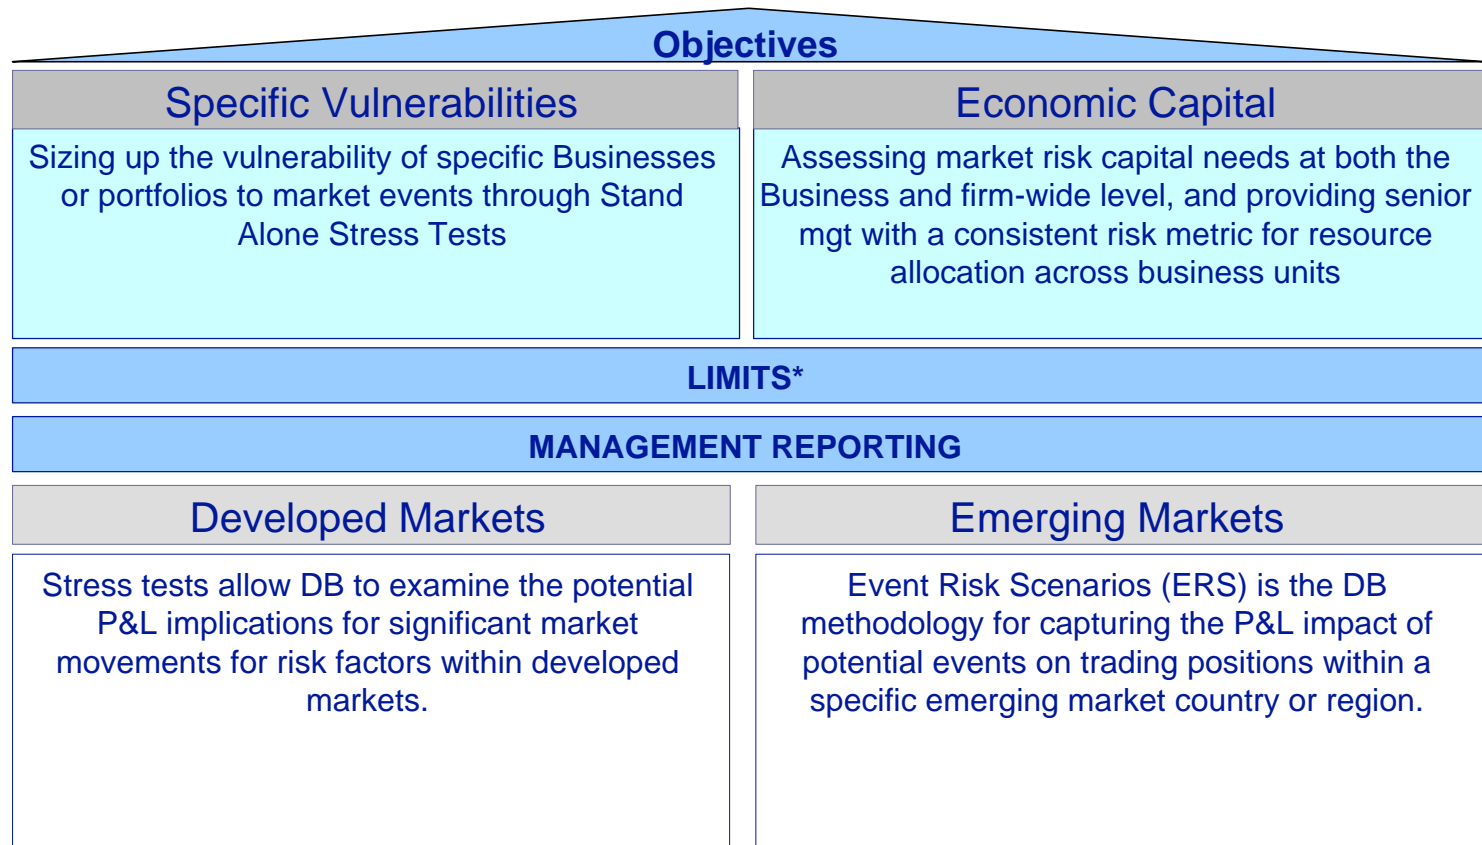 Objectives
Specific Vulnerabilities
Sizing up the vulnerability of specific Businesses
or portfolios to market events through Stand
Alone Stress Tests
Economic Capital
Assessing market risk capital needs at both the
Business and firm-wide level, and providing senior
mgt with a consistent risk metric for resource
allocation across business units
LIMITS*
MANAGEMENT REPORTING
Developed Markets
Stress tests allow DB to examine the potential
P&L implications for significant market
movements for risk factors within developed
markets.
Emerging Markets
Event Risk Scenarios (ERS) is the DB
methodology for capturing the P&L impact of
potential events on trading positions within a
specific emerging market country or region.